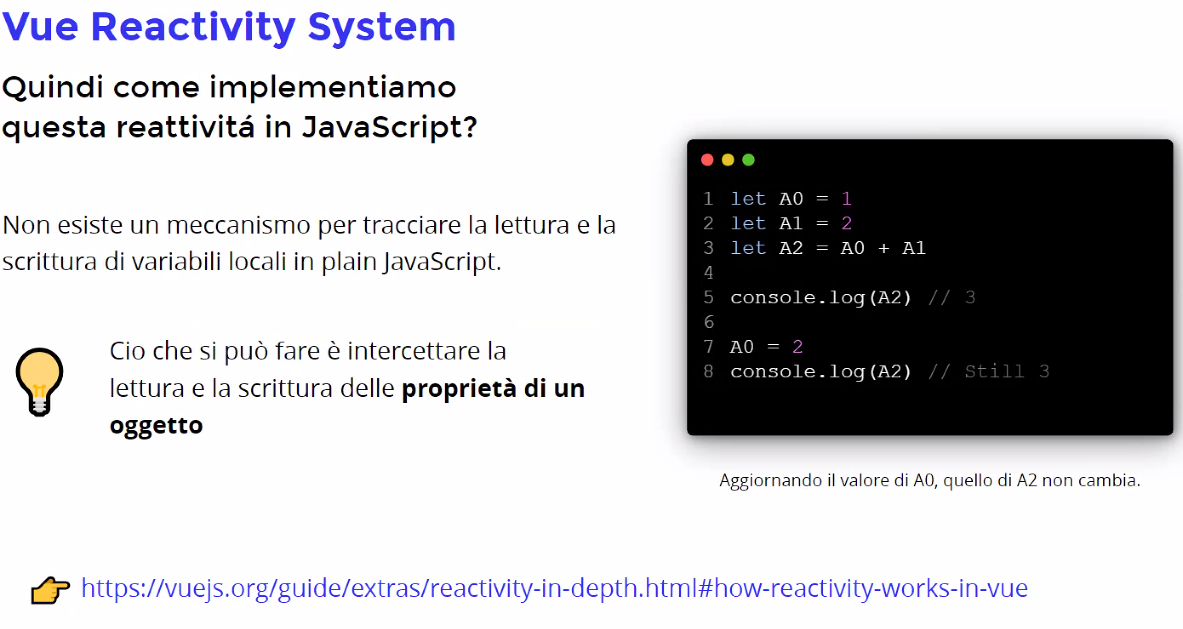 Vue Reactivity System
Quindi come implementiamo
questa reattivitá in JavaScript?
Non esiste un meccanismo per tracciare la lettura e la
scrittura di variabili locali in plain JavaScript.
Cio che si può fare è intercettare la
lettura e la scrittura delle proprietà di un
oggetto
1 let A0 = 1
2 let A1 = 2
3 let A2 = A0 + A1
4
5 console.log(A2) // 3
6
7 A0 = 2
8 console.log(A2) // Still 3
Aggiornando il valore di A0, quello di A2 non cambia.
https://vuejs.org/guide/extras/reactivity-in-depth.html#how-reactivity-works-in-vue